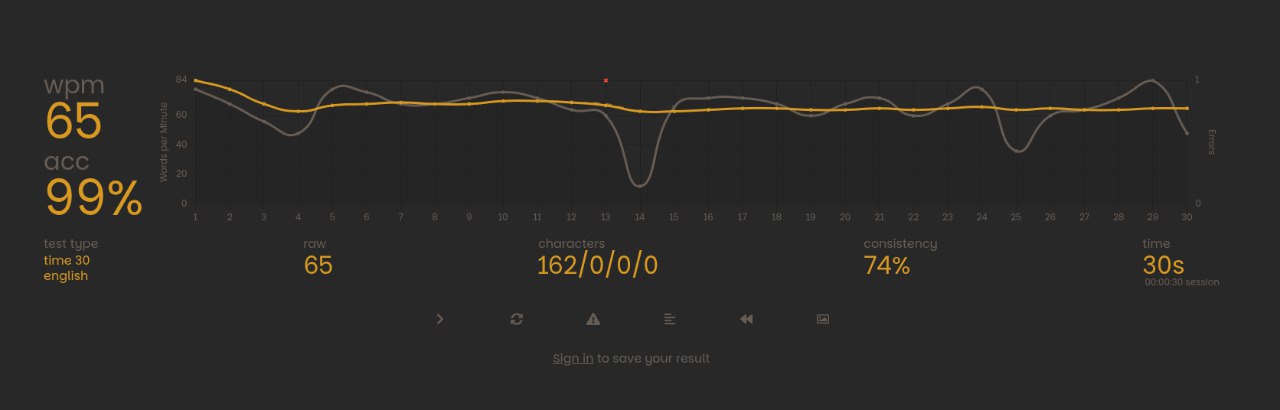 wpm
65
acc
99%
Words per Minute
84
60
40
20
0
1 2 3 4 5 6 7 8 9 10 11 12 13 14 15 16 17 18 19 20 21 22 23 24 25 26 27 28 29 30
1
0
Errors
test type
time 30
english
raw
65
characters
162/0/0/0
consistency
74%
time
30s
00:00:30 session
Sign in to save your result